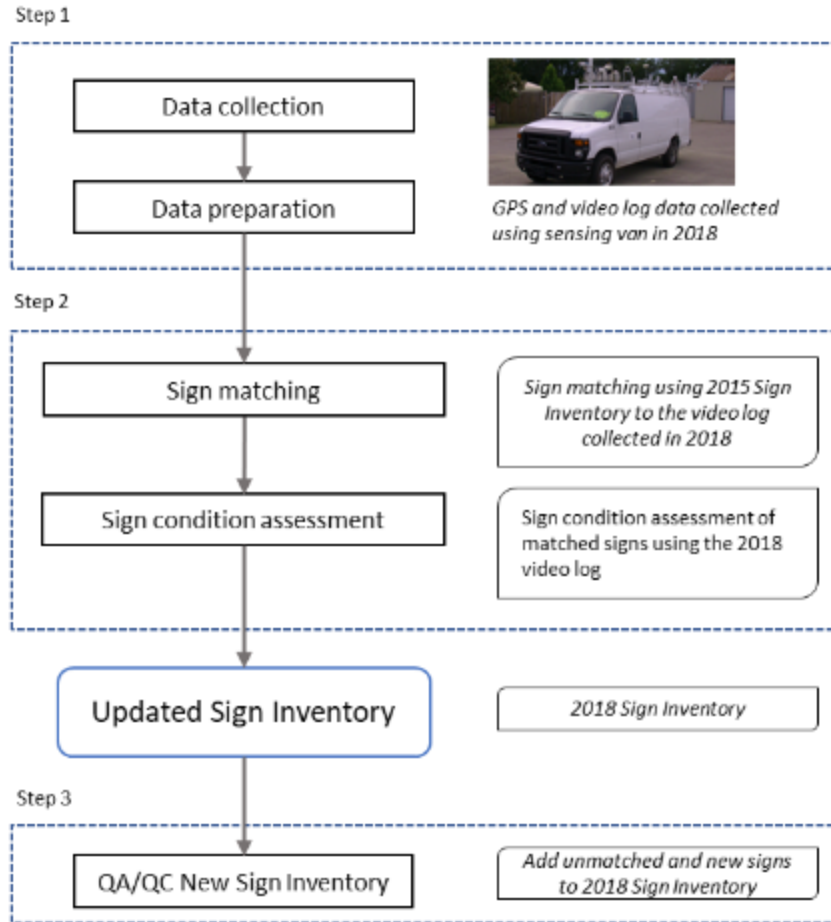 Step 1
Data collection
Data preparation
GPS and video log data collected
using sensing van in 2018
Step 2
Sign matching
Sign matching using 2015 Sign
Inventory to the video log
collected in 2018
Sign condition assessment
Sign condition assessment of
matched signs using the 2018
video log
Updated Sign Inventory
2018 Sign Inventory
Step 3
QA/QC New Sign Inventory
Add unmatched and new signs
to 2018 Sign Inventory